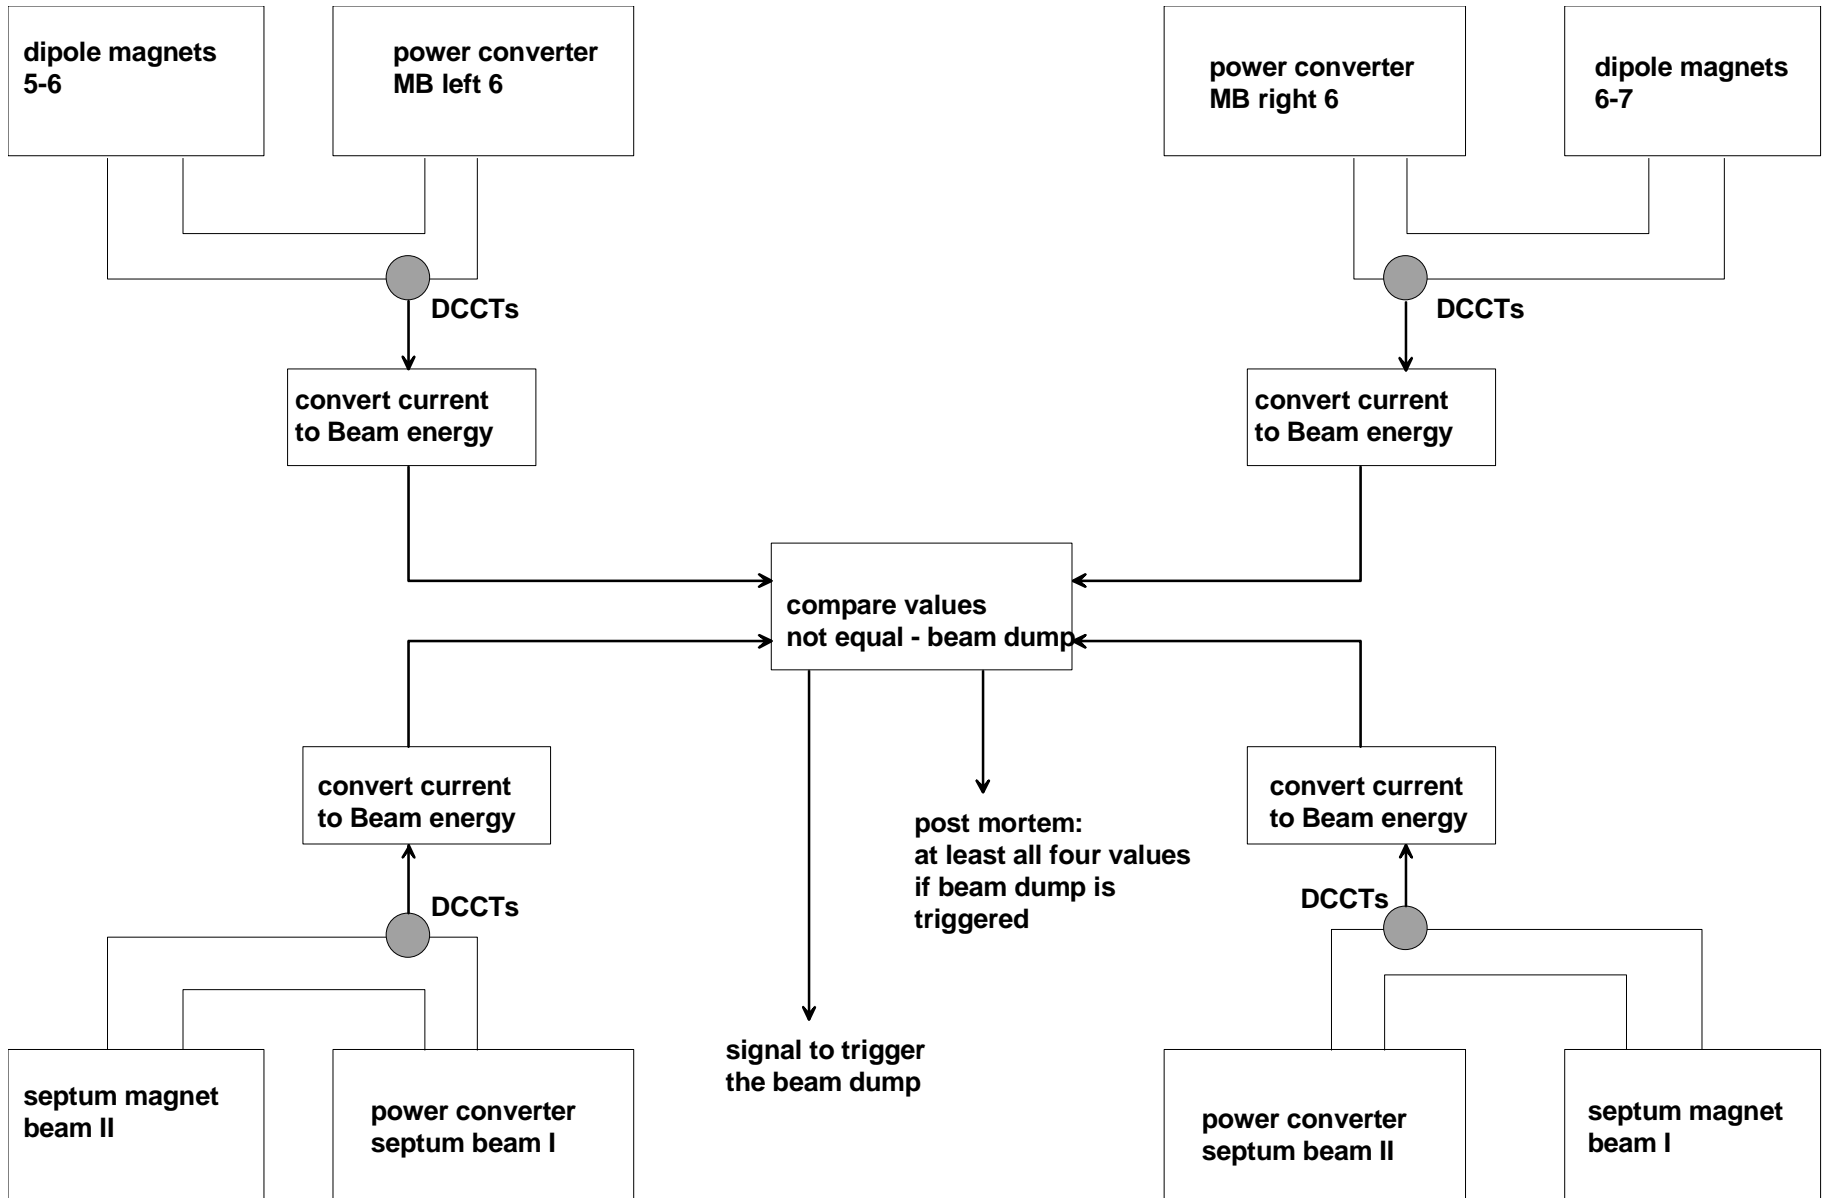 dipole magnets
5-6
power converter
MB left 6
power converter
MB right 6
dipole magnets
6-7
DCCTs
DCCTs
convert current
to Beam energy
convert current
to Beam energy
compare values
not equal - beam dump
convert current
to Beam energy
convert current
to Beam energy
post mortem:
at least all four values
if beam dump is
triggered
DCCTs
DCCTs
signal to trigger
the beam dump
septum magnet
beam II
power converter
septum beam I
power converter
septum beam II
septum magnet
beam I